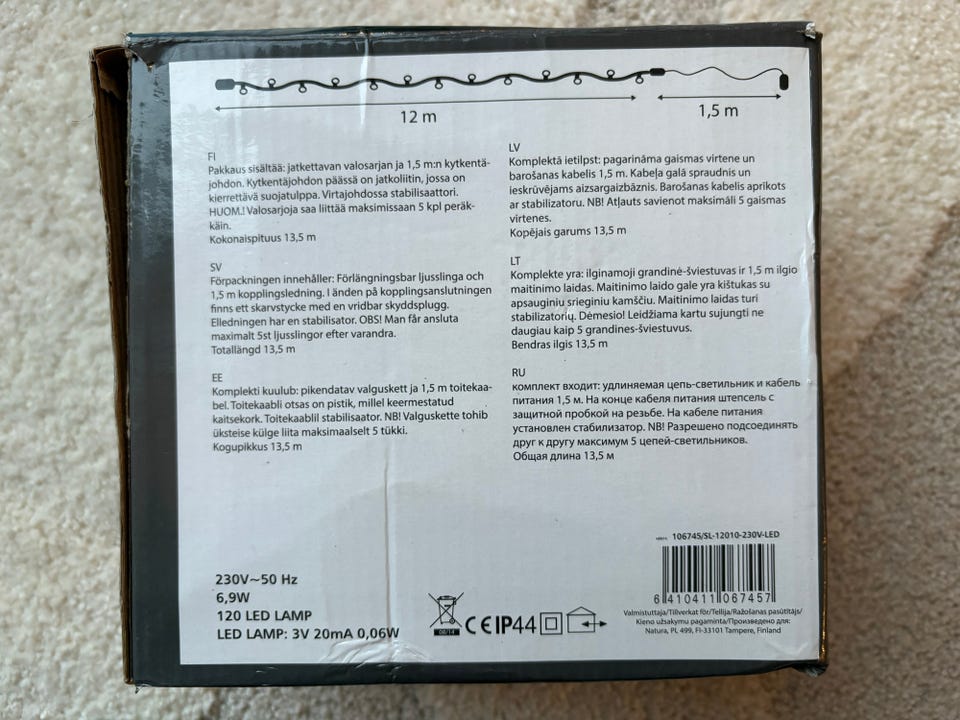 12 m
1,5 m
FI
Pakkaus sisältää: jatkettavan valosarjan ja 1,5 m:n kytkentä-
johdon. Kytkentäjohdon päässä on jatkoliitin, jossa on
kierrettävä suojatulppa. Virtajohdossa stabilisaattori.
HUOM.! Valosarjoja saa liittää maksimissaan 5 kpl peräk-
käin.
Kokonaispituus 13,5 m
SV
Förpackningen innehåller: Förlängningsbar ljusslinga och
1,5 m kopplingsledning. I änden på kopplingsanslutningen
finns ett skarvstycke med en vridbar skyddsplugg.
Elledningen har en stabilisator. OBS! Man får ansluta
maximalt 5st ljusslingor efter varandra.
Totallängd 13,5 m
EE
Komplekti kuulub: pikendatav valguskett ja 1,5 m toitekaa-
bel. Toitekaabli otsas on pistik, millel keermestatud
kaitsekork. Toitekaablil stabilisaator. NB! Valguskette tohib
üksteise külge liita maksimaalselt 5 tükki.
Kogupikkus 13,5 m
LV
Komplektā ietilpst: pagarināma gaismas virtene un
barošanas kabelis 1,5 m. Kabeļa galā spraudnis un
ieskrūvējams aizsargaizbāznis. Barošanas kabelis aprīkots
ar stabilizatoru. NB! Atļauts savienot maksimāli 5 gaismas
virtenes.
Kopējais garums 13,5 m
LT
Komplekte yra: ilginamoji grandinė-šviestuvas ir 1,5 m ilgio
maitinimo laidas. Maitinimo laido gale yra kištukas su
apsauginiu srieginiu kamščiu. Maitinimo laidas turi
stabilizatorių. Dėmesio! Leidžiama kartu sujungti ne
daugiau kaip 5 grandines-šviestuvus.
Bendras ilgis 13,5 m
RU
комплект входит: удлиняемая цепь-светильник и кабель
питания 1,5 м. На конце кабеля питания штепсель с
защитной пробкой на резьбе. На кабеле питания
установлен стабилизатор. NB! Разрешено подсоединять
друг к другу максимум 5 цепей-светильников.
Общая длина 13,5 м
230V~50 Hz
6,9W
120 LED LAMP
LED LAMP: 3V 20mA 0,06W
08/14
CE IP44
10674S/SL-12010-230V-LED
6 410411 067457
Valmistuttaja/Tillverkat för/Tellija/Ražošanas pasūtītājs/
Kieno užsakymu pagaminta/Произведено для:
Natura, PL 499, FI-33101 Tampere, Finland